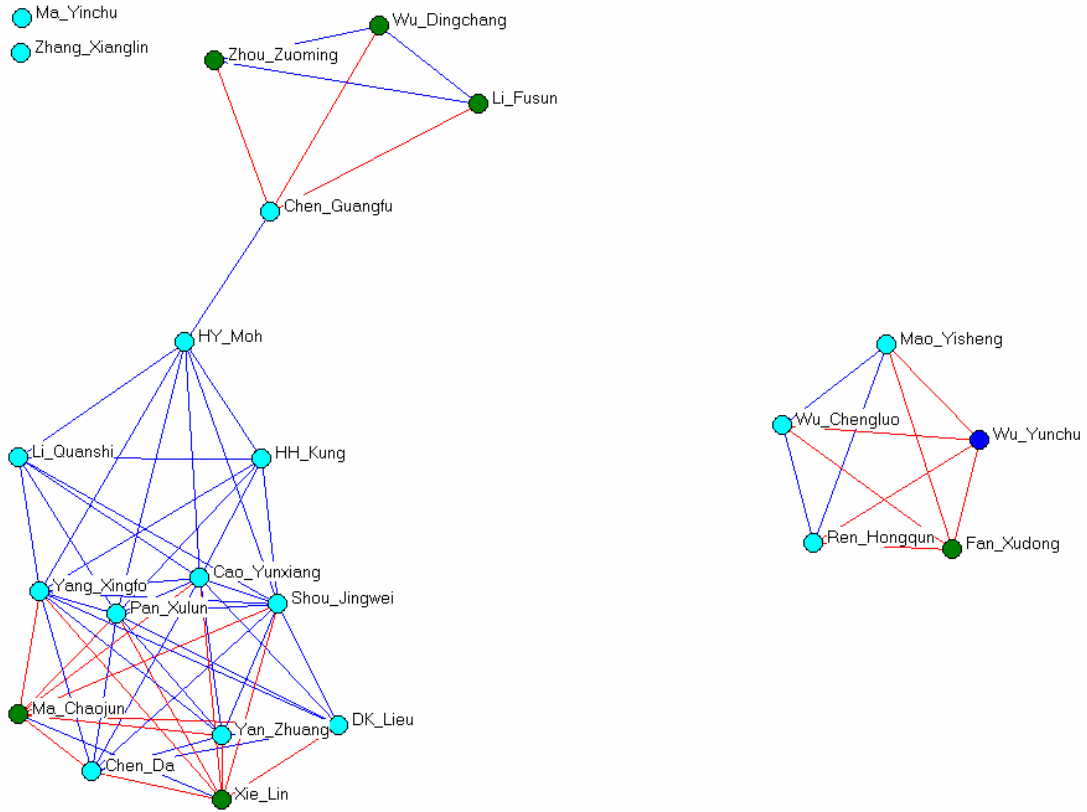 Ma_Yinchu
Wu_Dingchang
Zhang_Xianglin
Zhou_Zuoming
Li_Fusun
Chen_Guangfu
HY_Moh
Mao_Yisheng
Wu_Chengluo
Wu_Yunchu
Li_Quanshi
HH_Kung
Ren_Hongqun
Fan_Xudong
Cao_Yunxiang
Yang_Xingfo
Shou_Jingwei
Pan_Xulun
Ma_Chaojun
DK_Lieu
Yan_Zhuang
Chen_Da
Xie_Lin